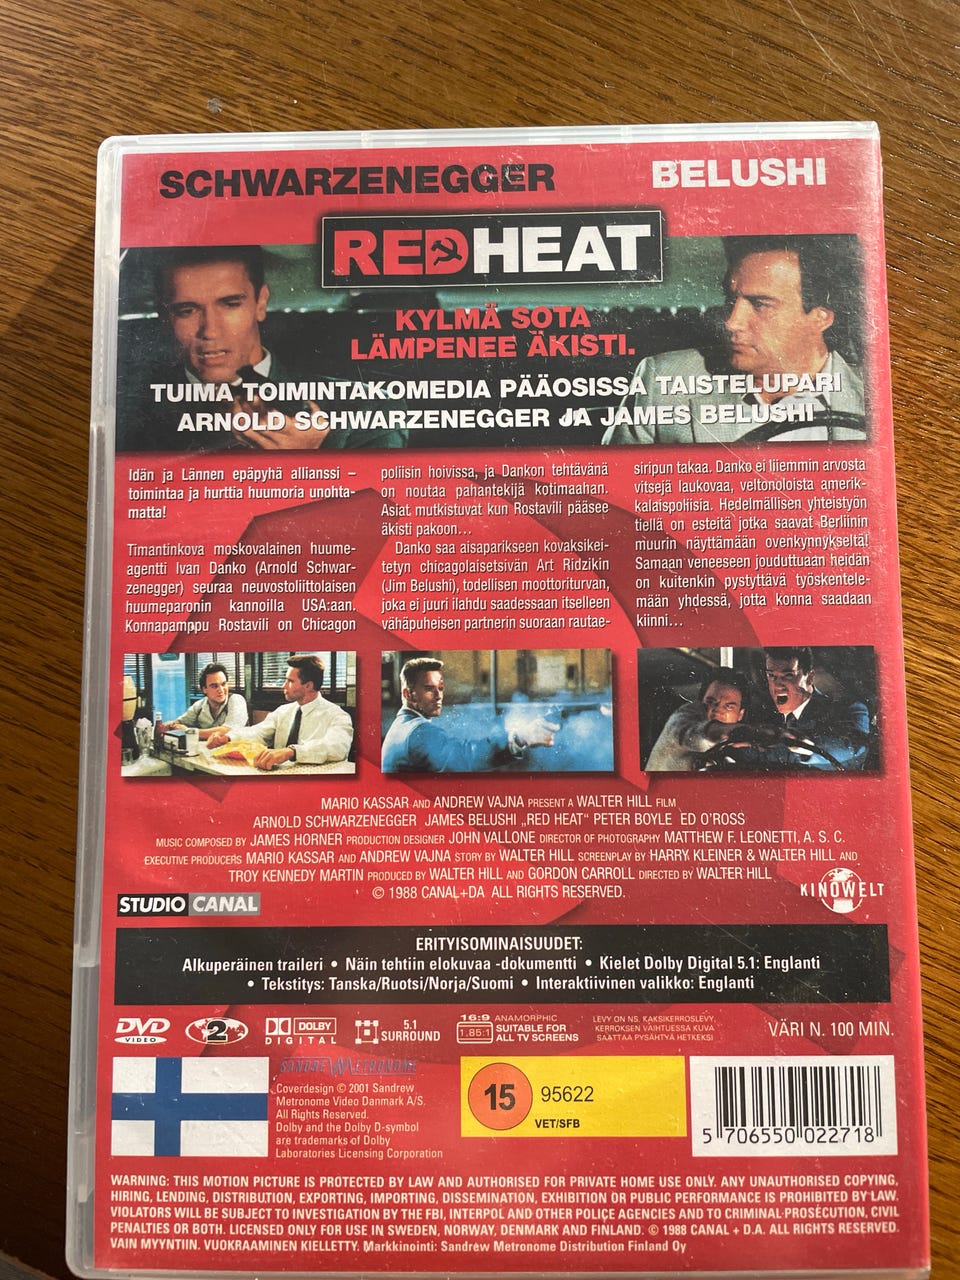 SCHWARZENEGGER
BELUSHI
RED HEAT
KYLMÄ SOTA
LÄMPENEE ÄKISTI.
TUIMA TOIMINTAKOMEDIA PÄÄOSISSA TAISTELUPARI
ARNOLD SCHWARZENEGGER JA JAMES BELUSHI
Idän ja Lännen epäpyhä allianssi –
toimintaa ja hurttia huumoria unohta-
matta!
Timantinkova moskovalainen huume-
agentti Ivan Danko (Arnold Schwar-
zenegger) seuraa neuvostoliittolaisen
huumeparonin kannoilla USA:aan.
Konnapamppu Rostavili on Chicagon
poliisin hoivissa, ja Dankon tehtävänä
on noutaa pahantekijä kotimaahan.
Asiat mutkistuvat kun Rostavili pääsee
äkisti pakoon...
Danko saa aisaparikseen kovaksikei-
tetyn chicagolaisetsivän Art Ridzikin
(Jim Belushi), todellisen moottoriturvan,
joka ei juuri ilahdu saadessaan itselleen
vähäpuheisen partnerin suoraan rautae-
siripun takaa. Danko ei liiemmin arvosta
vitsejä laukovaa, veltonoloista amerik-
kalaispoliisia. Hedelmällisen yhteistyön
tiellä on esteitä jotka saavat Berliinin
muurin näyttämään ovenkynnykseltä!
Samaan veneeseen jouduttuaan heidän
on kuitenkin pystyttävä työskentele-
mään yhdessä, jotta konna saadaan
kiinni...
MARIO KASSAR AND ANDREW VAJNA PRESENT A WALTER HILL FILM
ARNOLD SCHWARZENEGGER JAMES BELUSHI „RED HEAT" PETER BOYLE ED O'ROSS
MUSIC COMPOSED BY JAMES HORNER PRODUCTION DESIGNER JOHN VALLONE DIRECTOR OF PHOTOGRAPHY MATTHEW F. LEONETTI, A. S. C.
EXECUTIVE PRODUCERS MARIO KASSAR AND ANDREW VAJNA STORY BY WALTER HILL SCREENPLAY BY HARRY KLEINER & WALTER HILL AND
TROY KENNEDY MARTIN PRODUCED BY WALTER HILL AND GORDON CARROLL DIRECTED BY WALTER HILL
© 1988 CANAL+DA ALL RIGHTS RESERVED.
STUDIO CANAL
KINOWELT
ERITYISOMINAISUUDET:
Alkuperäinen traileri • Näin tehtiin elokuvaa -dokumentti • Kielet Dolby Digital 5.1: Englanti
• Tekstitys: Tanska/Ruotsi/Norja/Suomi • Interaktiivinen valikko: Englanti
DVD VIDEO
2
DOLBY DIGITAL
5.1 SURROUND
16:9 ANAMORPHIC
1.85:1 SUITABLE FOR ALL TV SCREENS
LEVY ON NS. KAKSIKERROSLEVY,
KERROKSEN VAIHTUESSA KUVA
SAATTAA PYSÄHTYÄ HETKEKSI
VÄRI N. 100 MIN.
SANDREW METRONOME
Coverdesign © 2001 Sandrew
Metronome Video Danmark A/S.
All Rights Reserved.
Dolby and the Dolby D-symbol
are trademarks of Dolby
Laboratories Licensing Corporation
15
95622
VET/SFB
5 706550 022718
WARNING: THIS MOTION PICTURE IS PROTECTED BY LAW AND AUTHORISED FOR PRIVATE HOME USE ONLY. ANY UNAUTHORISED COPYING,
HIRING, LENDING, DISTRIBUTION, EXPORTING, IMPORTING, DISSEMINATION, EXHIBITION OR PUBLIC PERFORMANCE IS PROHIBITED BY LAW.
VIOLATORS WILL BE SUBJECT TO INVESTIGATION BY THE FBI, INTERPOL AND OTHER POLICE AGENCIES AND TO CRIMINAL PROSECUTION, CIVIL
PENALTIES OR BOTH. LICENSED ONLY FOR USE IN SWEDEN, NORWAY, DENMARK AND FINLAND. © 1988 CANAL + D.A. ALL RIGHTS RESERVED.
VAIN MYYNTIIN. VUOKRAAMINEN KIELLETTY. Markkinointi: Sandrew Metronome Distribution Finland Oy